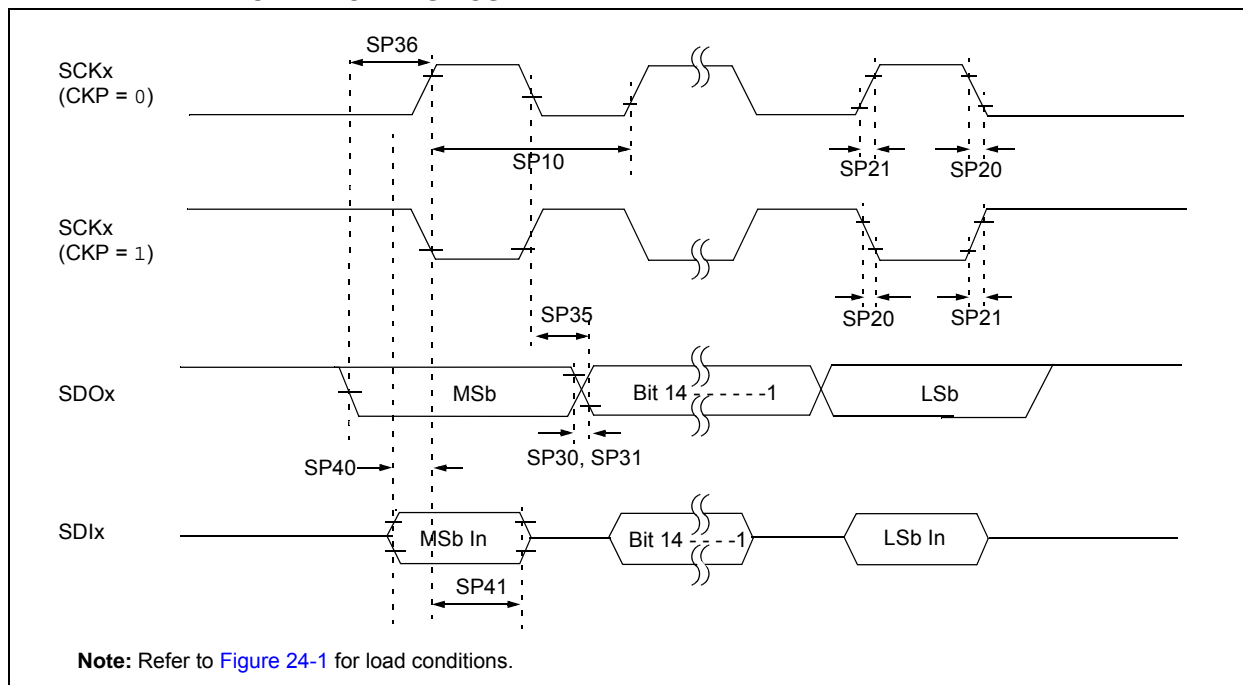 SP36
SCKx
(CKP = 0)
SP10
SP21
SP20
SCKx
(CKP = 1)
SP35
SP20
SP21
SDOx
MSb
Bit 14 - - - - - -1
LSb
SP40
SP30, SP31
SDIx
MSb In
Bit 14 - - - - -1
LSb In
SP41
Note: Refer to Figure 24-1 for load conditions.